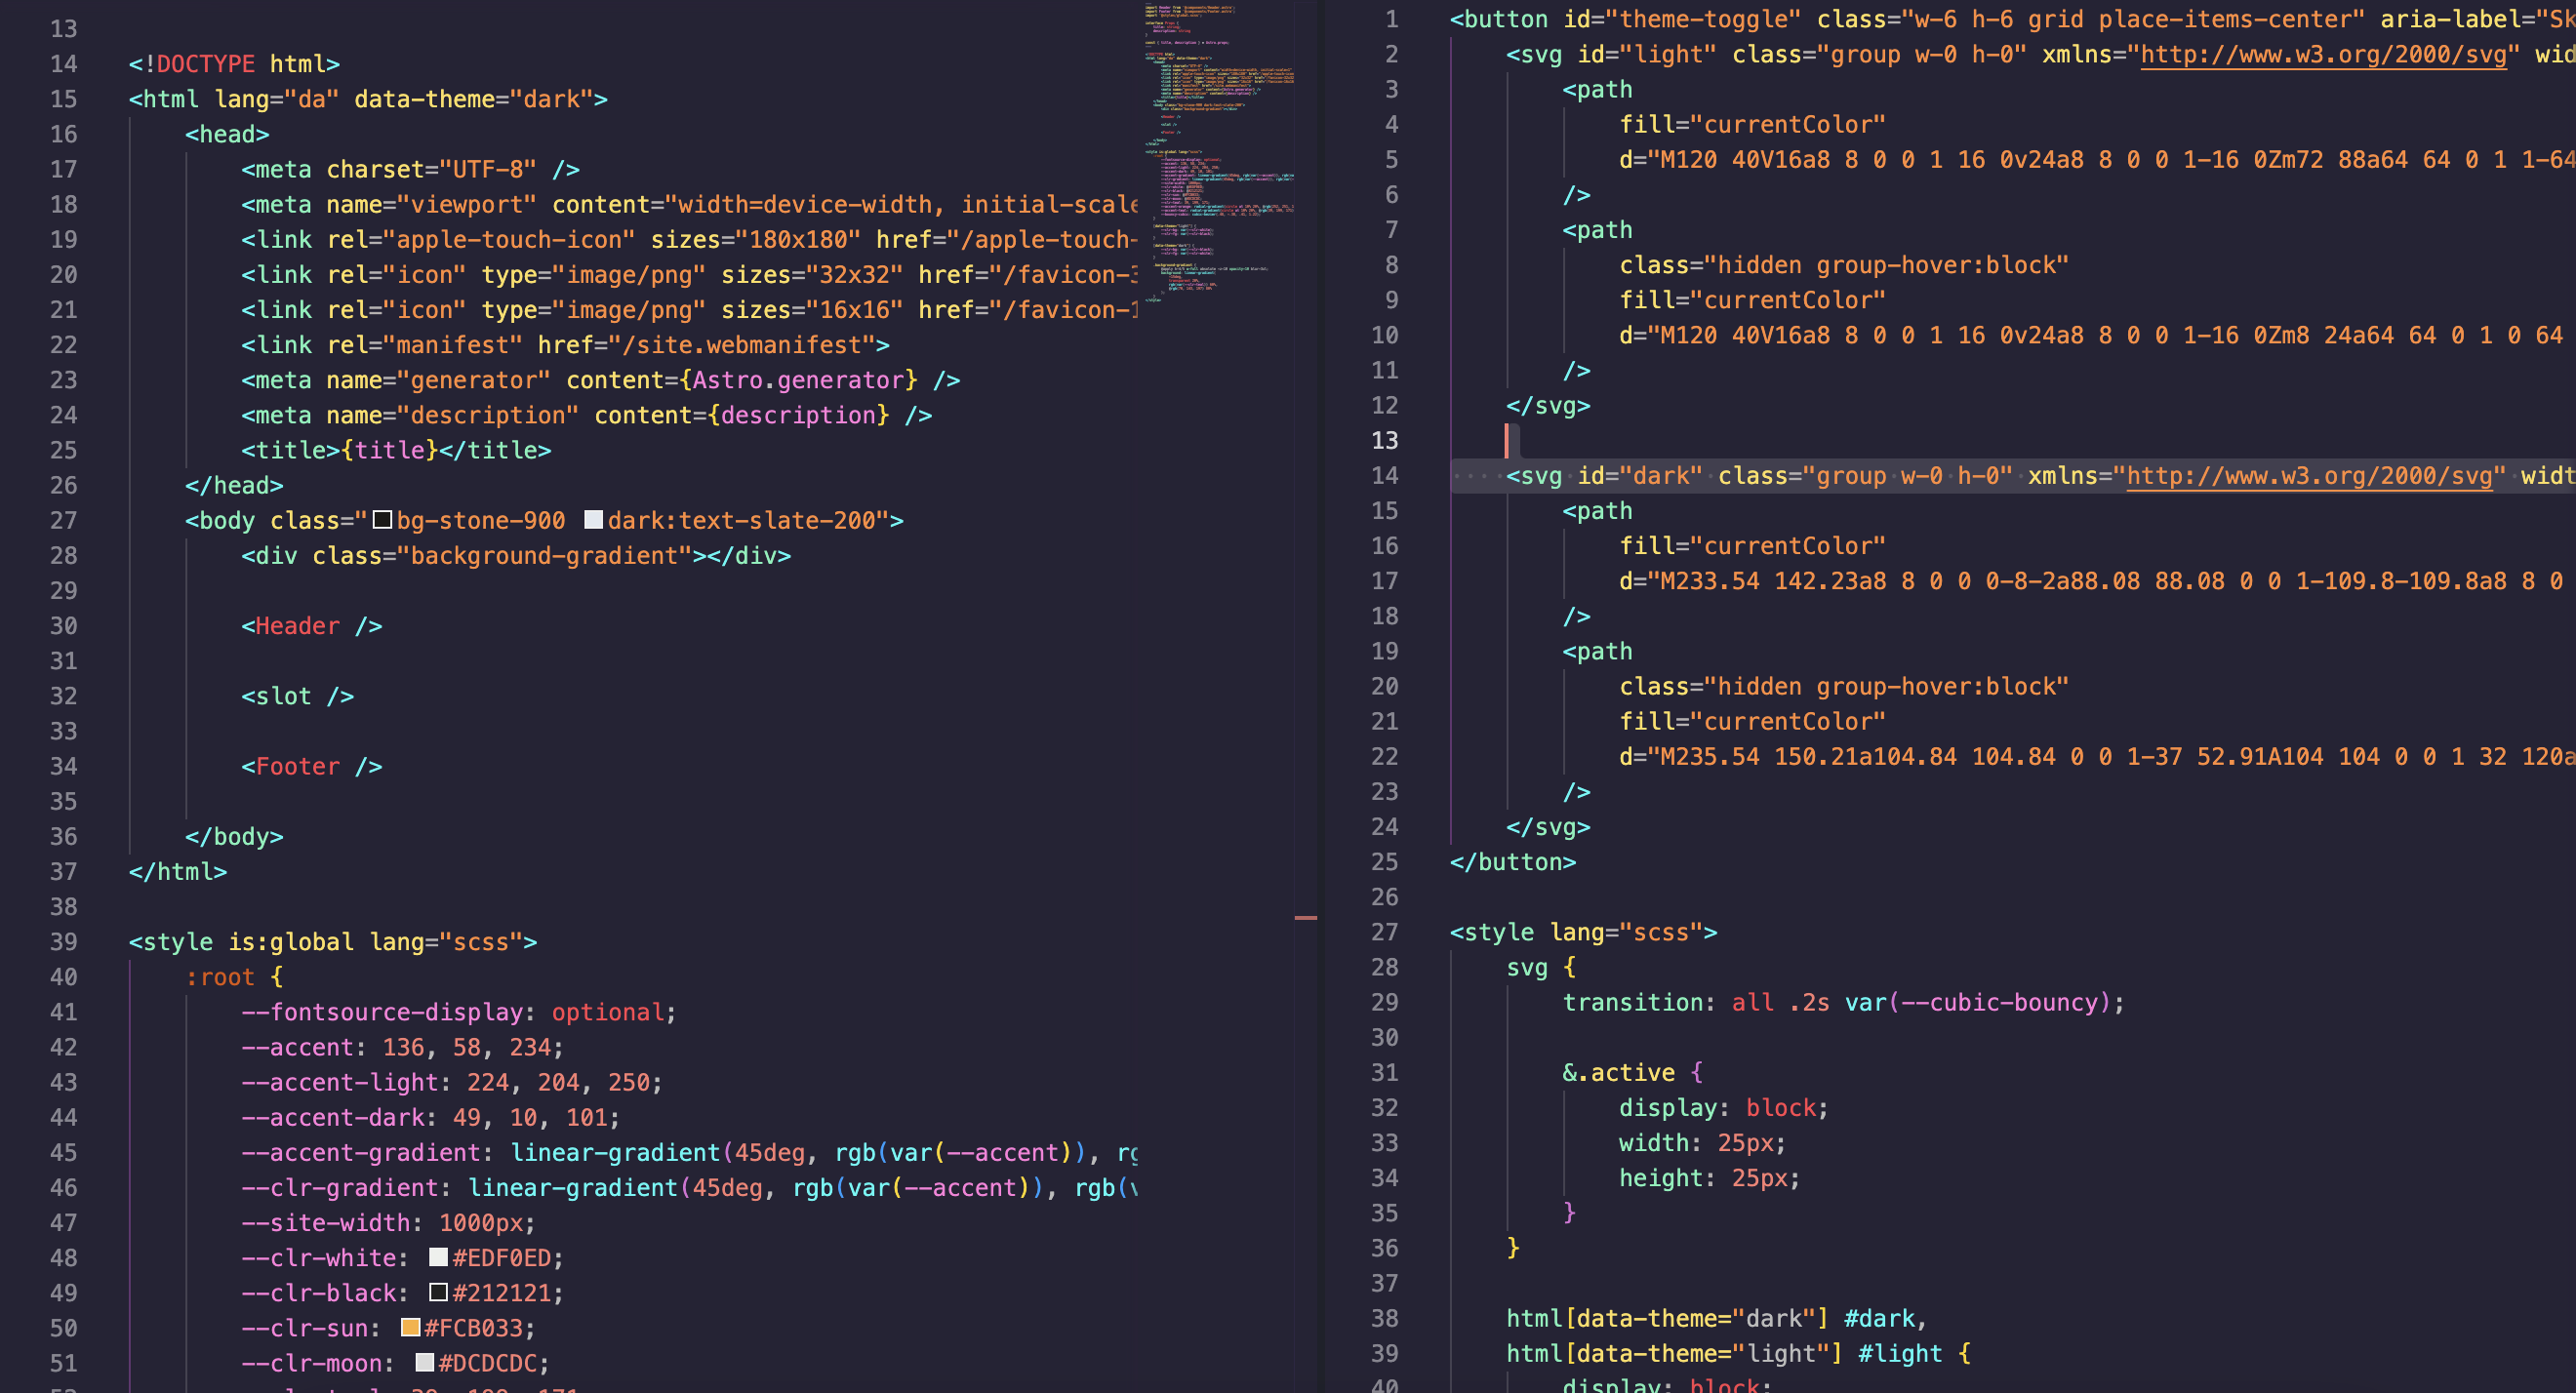 13
14 <!DOCTYPE html>
15 <html lang="da" data-theme="dark">
16 <head>
17 <meta charset="UTF-8" />
18 <meta name="viewport" content="width=device-width, initial-scale
19 <link rel="apple-touch-icon" sizes="180x180" href="/apple-touch-
20 <link rel="icon" type="image/png" sizes="32x32" href="/favicon-3
21 <link rel="icon" type="image/png" sizes="16x16" href="/favicon-1
22 <link rel="manifest" href="/site.webmanifest">
23 <meta name="generator" content={Astro.generator} />
24 <meta name="description" content={description} />
25 <title>{title}</title>
26 </head>
27 <body class="bg-stone-900 dark:text-slate-200">
28 <div class="background-gradient"></div>
29
30 <Header />
31
32 <slot />
33
34 <Footer />
35
36 </body>
37 </html>
38
39 <style is:global lang="scss">
40 :root {
41 --fontsource-display: optional;
42 --accent: 136, 58, 234;
43 --accent-light: 224, 204, 250;
44 --accent-dark: 49, 10, 101;
45 --accent-gradient: linear-gradient(45deg, rgb(var(--accent)), rg
46 --clr-gradient: linear-gradient(45deg, rgb(var(--accent)), rgb(v
47 --site-width: 1000px;
48 --clr-white: #EDF0ED;
49 --clr-black: #212121;
50 --clr-sun: #FCB033;
51 --clr-moon: #DCDCDC;
1 <button id="theme-toggle" class="w-6 h-6 grid place-items-center" aria-label="Sk
2 <svg id="light" class="group w-0 h-0" xmlns="http://www.w3.org/2000/svg" wid
3 <path
4 fill="currentColor"
5 d="M120 40V16a8 8 0 0 1 16 0v24a8 8 0 0 1-16 0Zm72 88a64 64 0 1 1-64
6 />
7 <path
8 class="hidden group-hover:block"
9 fill="currentColor"
10 d="M120 40V16a8 8 0 0 1 16 0v24a8 8 0 0 1-16 0Zm8 24a64 64 0 1 0 64
11 />
12 </svg>
13
14 <svg id="dark" class="group w-0 h-0" xmlns="http://www.w3.org/2000/svg" widt
15 <path
16 fill="currentColor"
17 d="M233.54 142.23a8 8 0 0 0-8-2a88.08 88.08 0 0 1-109.8-109.8a8 8 0
18 />
19 <path
20 class="hidden group-hover:block"
21 fill="currentColor"
22 d="M235.54 150.21a104.84 104.84 0 0 1-37 52.91A104 104 0 0 1 32 120a
23 />
24 </svg>
25 </button>
26
27 <style lang="scss">
28 svg {
29 transition: all .2s var(--cubic-bouncy);
30
31 &.active {
32 display: block;
33 width: 25px;
34 height: 25px;
35 }
36 }
37
38 html[data-theme="dark"] #dark,
39 html[data-theme="light"] #light {
40 display: block;